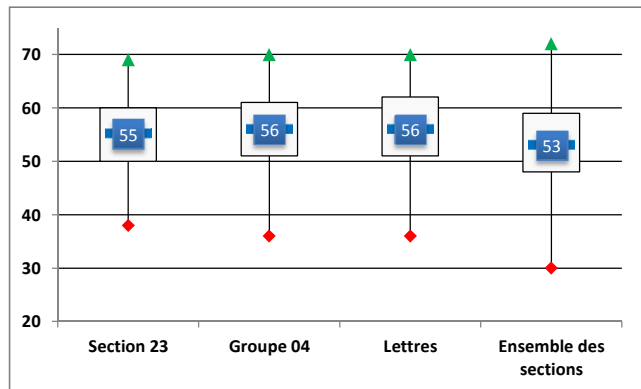 70
60
50
40
30
20
55
56
56
53
Section 23
Groupe 04
Lettres
Ensemble des
sections